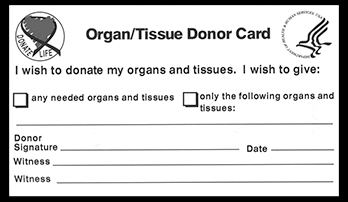 DONATE LIFE
Organ/Tissue Donor Card
DEPARTMENT OF HEALTH & HUMAN SERVICES USA
I wish to donate my organs and tissues. I wish to give:
any needed organs and tissues
only the following organs and
tissues:
Donor
Signature Date
Witness
Witness